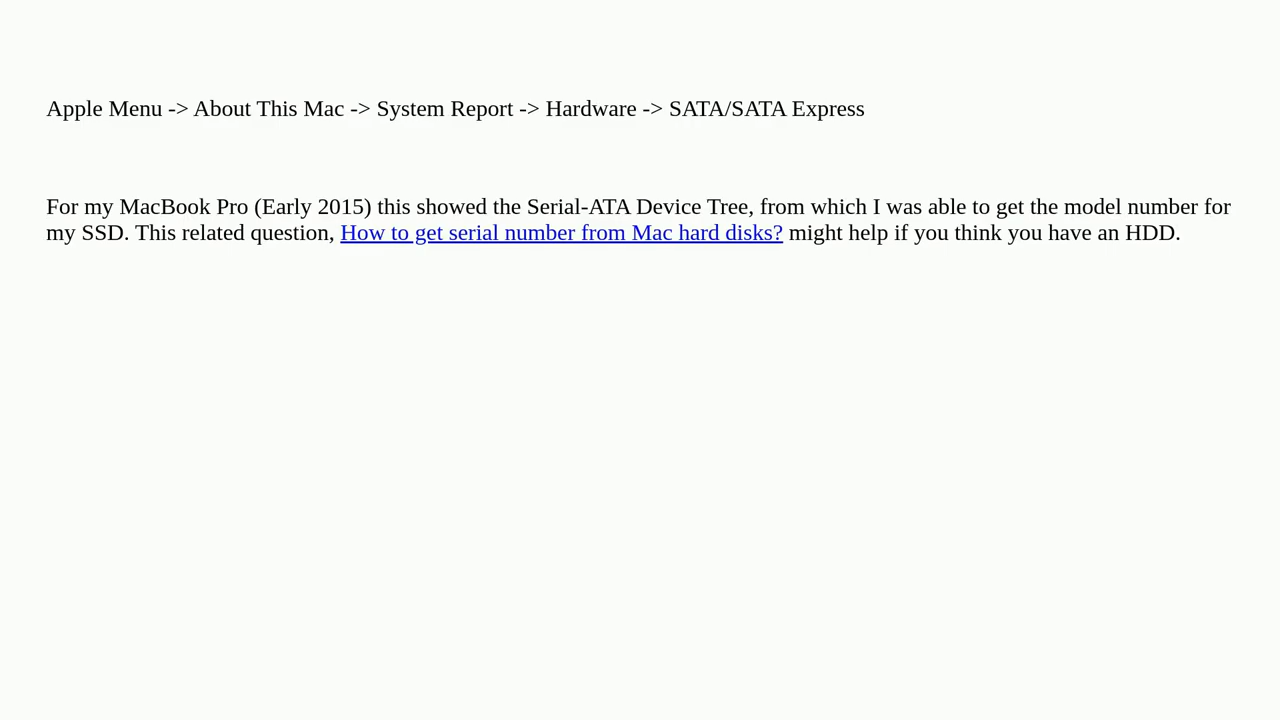 Apple Menu -> About This Mac -> System Report -> Hardware -> SATA/SATA Express
For my MacBook Pro (Early 2015) this showed the Serial-ATA Device Tree, from which I was able to get the model number for
my SSD. This related question, How to get serial number from Mac hard disks? might help if you think you have an HDD.